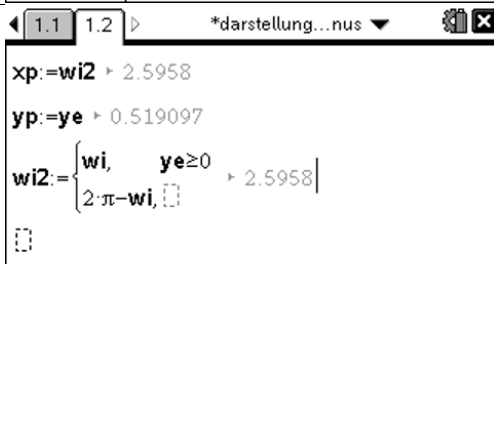 1.1 1.2 *darstellung...nus
xp:=wi2 ▸ 2.5958
yp:=ye ▸ 0.519097
wi2:={wi, ye≥0 ▸ 2.5958
2·π−wi,